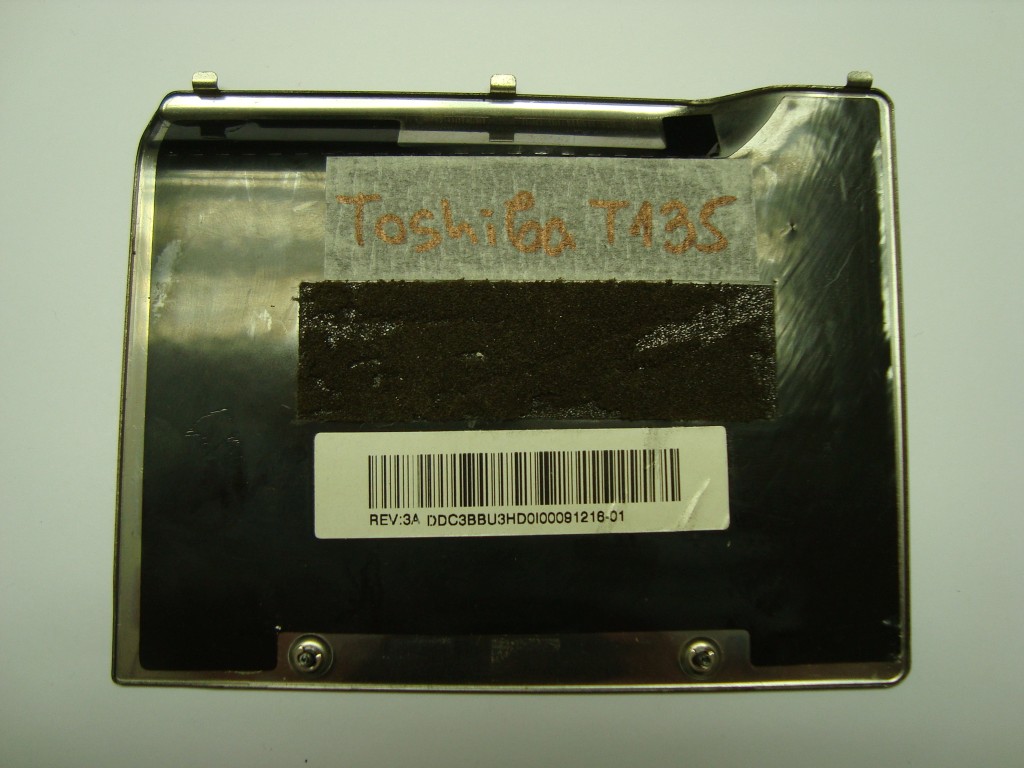 Toshiba T135
REV:3A DDC3BBU3HD0I00091216-01